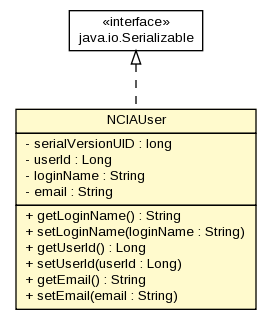 «interface»
java.io.Serializable
NCIAUser
- serialVersionUID : long
- userId : Long
- loginName : String
- email : String
+ getLoginName() : String
+ setLoginName(loginName : String)
+ getUserId() : Long
+ setUserId(userId : Long)
+ getEmail() : String
+ setEmail(email : String)